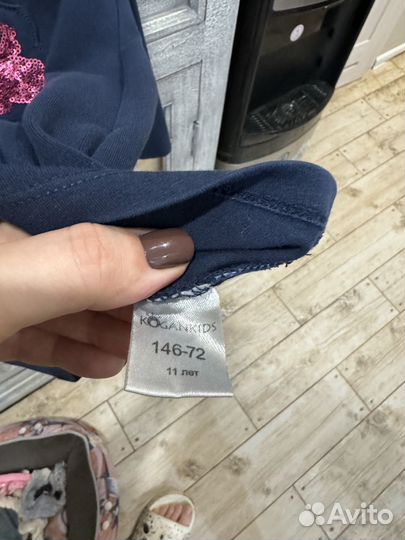 KOGANKIDS
146-72
11 лет
Avito